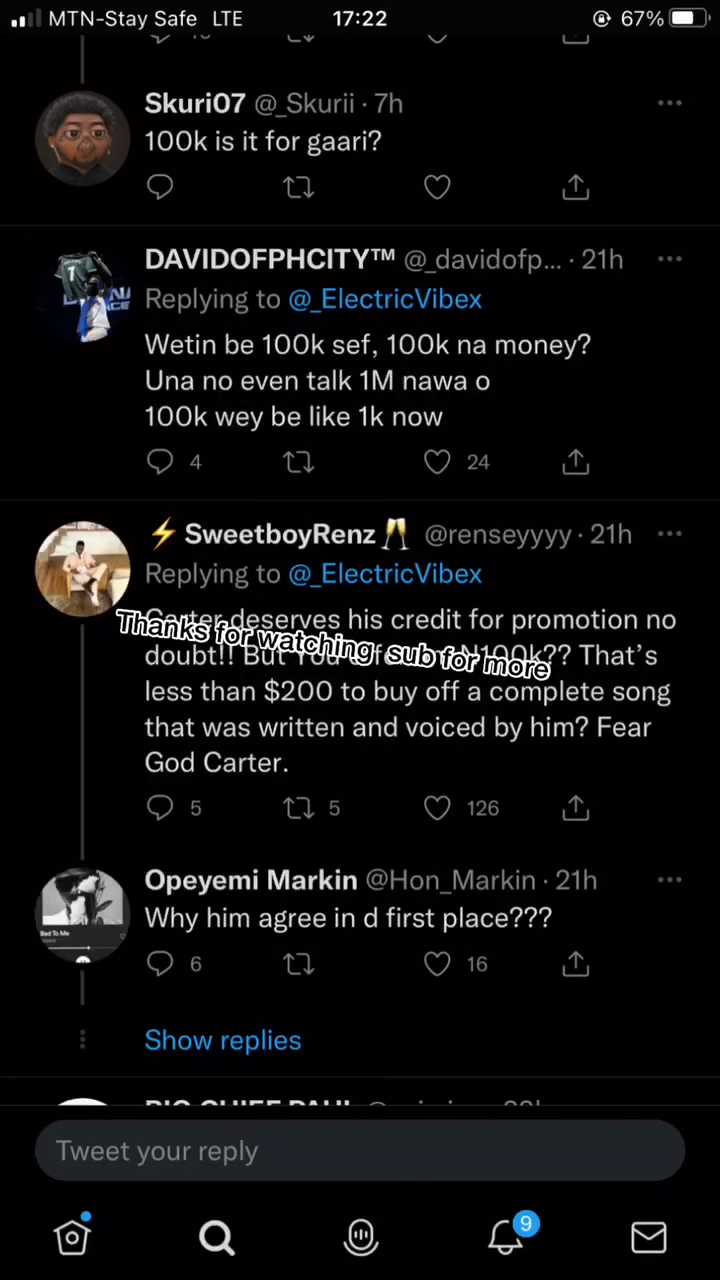 MTN-Stay Safe LTE 17:22 67%
Skuri07 @_Skurii · 7h
100k is it for gaari?
DAVIDOFPHCITY™ @_davidofp... · 21h
Replying to @_ElectricVibex
Wetin be 100k sef, 100k na money?
Una no even talk 1M nawa o
100k wey be like 1k now
4 24
⚡ SweetboyRenz🥂 @renseyyyy · 21h
Replying to @_ElectricVibex
Carter deserves his credit for promotion no
Thanks for watching sub for more
doubt!! But You N100k?? That's
less than $200 to buy off a complete song
that was written and voiced by him? Fear
God Carter.
5 5 126
Opeyemi Markin @Hon_Markin · 21h
Why him agree in d first place???
6 16
Show replies
Tweet your reply
9